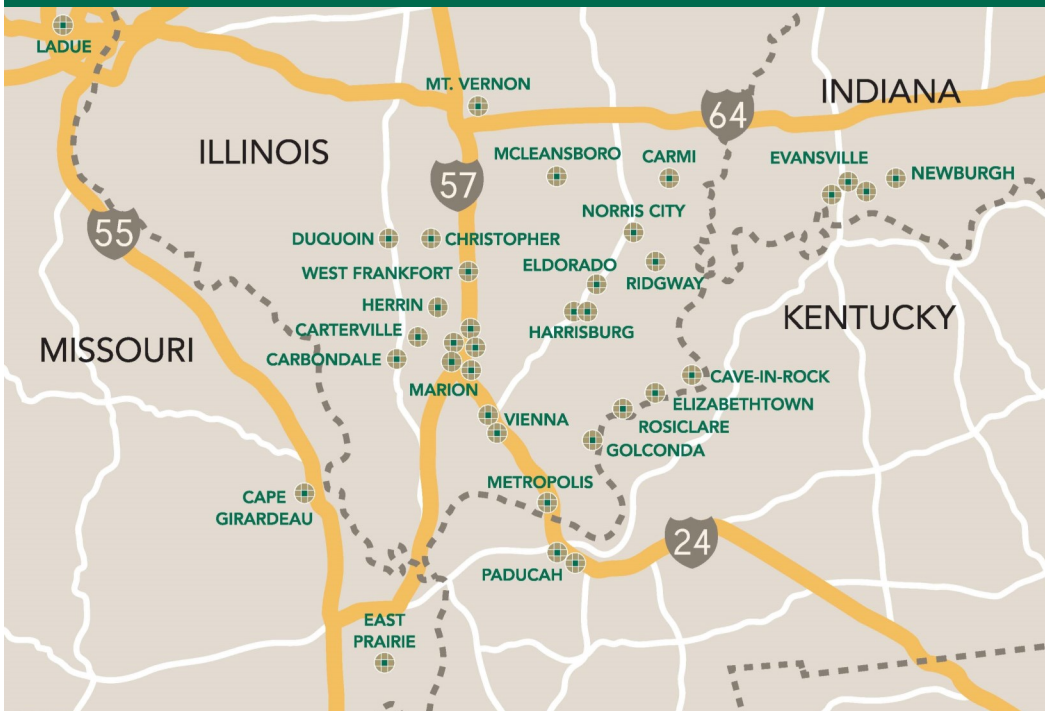 LADUE
MT. VERNON
INDIANA
64
ILLINOIS
MCLEANSBORO
CARMI
EVANSVILLE
NEWBURGH
57
NORRIS CITY
55
DUQUOIN
CHRISTOPHER
WEST FRANKFORT
ELDORADO
RIDGWAY
HERRIN
CARTERVILLE
HARRISBURG
KENTUCKY
MISSOURI
CARBONDALE
MARION
CAVE-IN-ROCK
ELIZABETHTOWN
VIENNA
ROSICLARE
GOLCONDA
METROPOLIS
CAPE
GIRARDEAU
24
PADUCAH
EAST
PRAIRIE